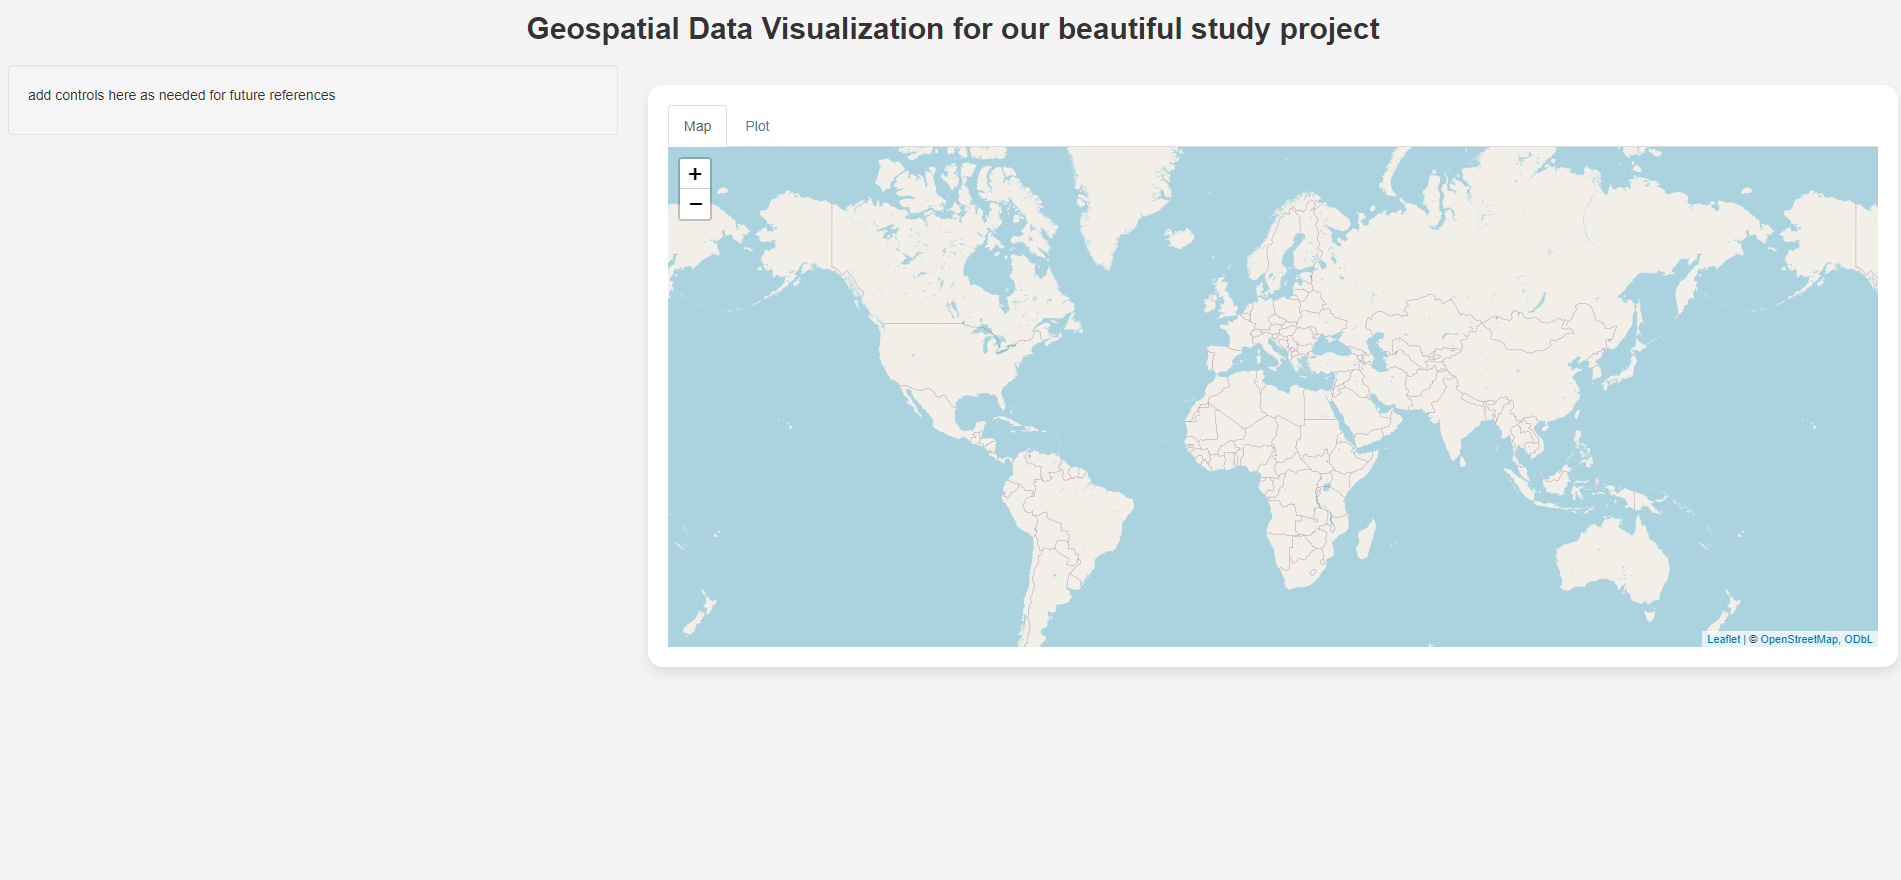 Geospatial Data Visualization for our beautiful study project
add controls here as needed for future references
Map Plot
+
−
Leaflet | © OpenStreetMap, ODbL